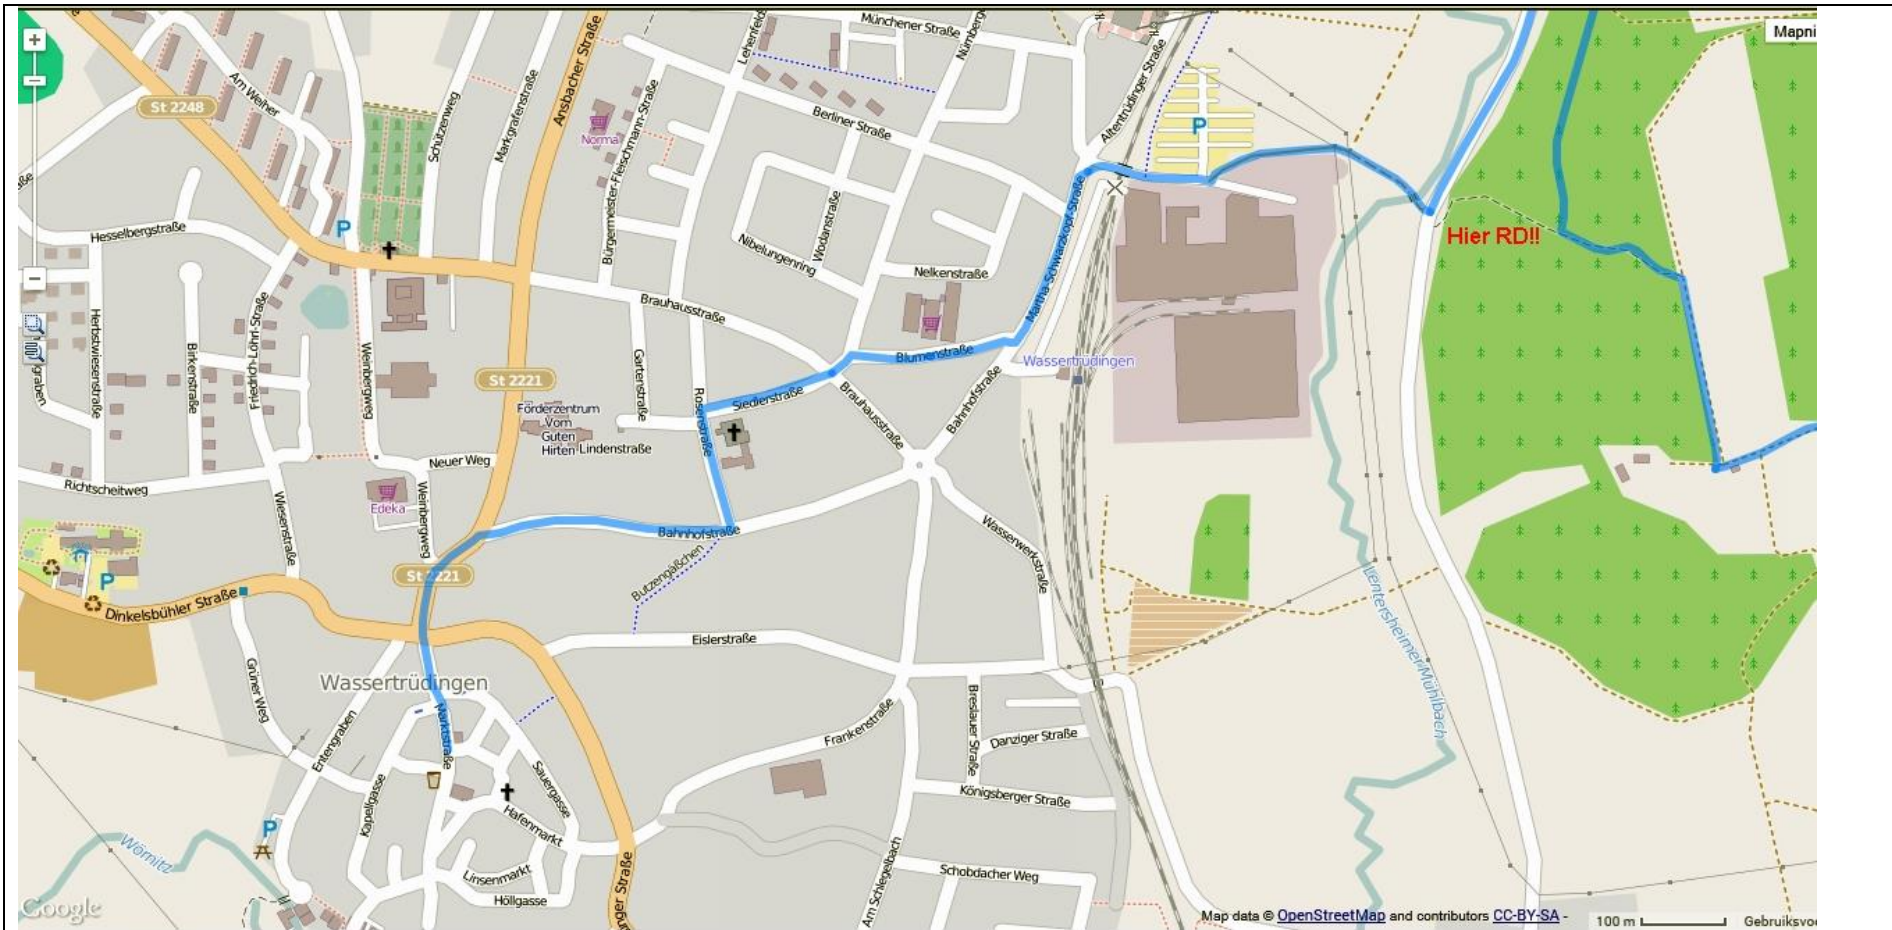 Münchener Straße
Mapni
Am Weiher
St 2248
Schützenweg
Markgrafenstraße
Ansbacher Straße
Norma
Bürgermeister-Fleischmann-Straße
Berliner Straße
Altentrüdinger Straße
P
Hesselbergstraße
P
Nibelungenring
Wodanstraße
Nelkenstraße
Martha-Schwarzkopf-Straße
Hier RD!!
Herbstwiesenstraße
Birkenstraße
Friedrich-Löhrl-Straße
Weinbergweg
St 2221
Brauhausstraße
Gartenstraße
Rosenstraße
Siedlerstraße
Blumenstraße
Wassertrüdingen
Brauhausstraße
Bahnhofstraße
Förderzentrum
Vom
Guten
Hirten
Lindenstraße
Neuer Weg
Richtscheitweg
Edeka
Weinbergweg
Wiesenstraße
Bahnhofstraße
Butzengäßchen
Wasserwerkstraße
St 2221
P
Dinkelsbühler Straße
Eislerstraße
Lentersheimer Mühlbach
Grüner Weg
Wassertrüdingen
Entengraben
Marktstraße
Frankenstraße
Breslauer Straße
Danziger Straße
Königsberger Straße
Kapellgasse
Sauergasse
Hafenmarkt
P
Wörnitz
Linsenmarkt
Höllgasse
Am Schlegelbach
Schobdacher Weg
Google
Map data © OpenStreetMap and contributors CC-BY-SA -
100 m
Gebruiksvo